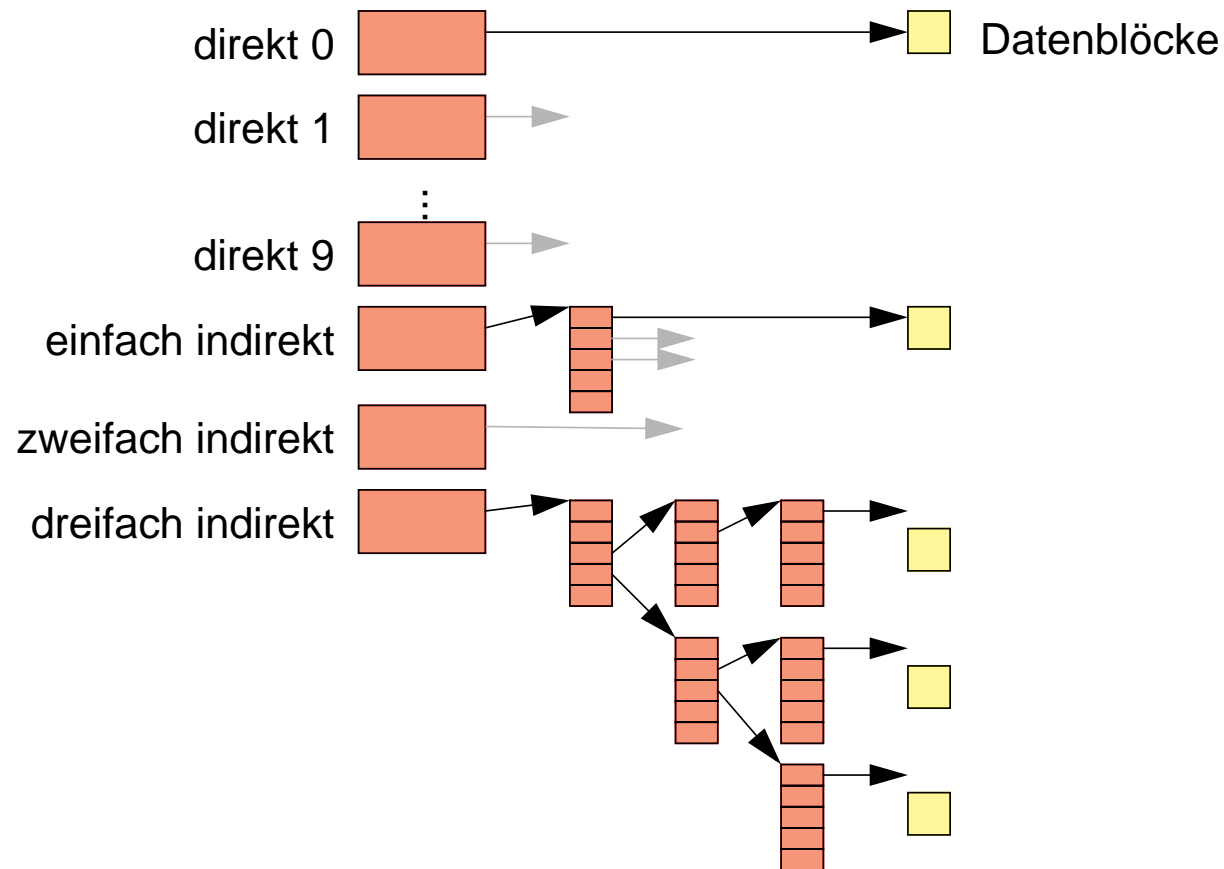 direkt 0
Datenblöcke
direkt 1
⋮
direkt 9
einfach indirekt
zweifach indirekt
dreifach indirekt